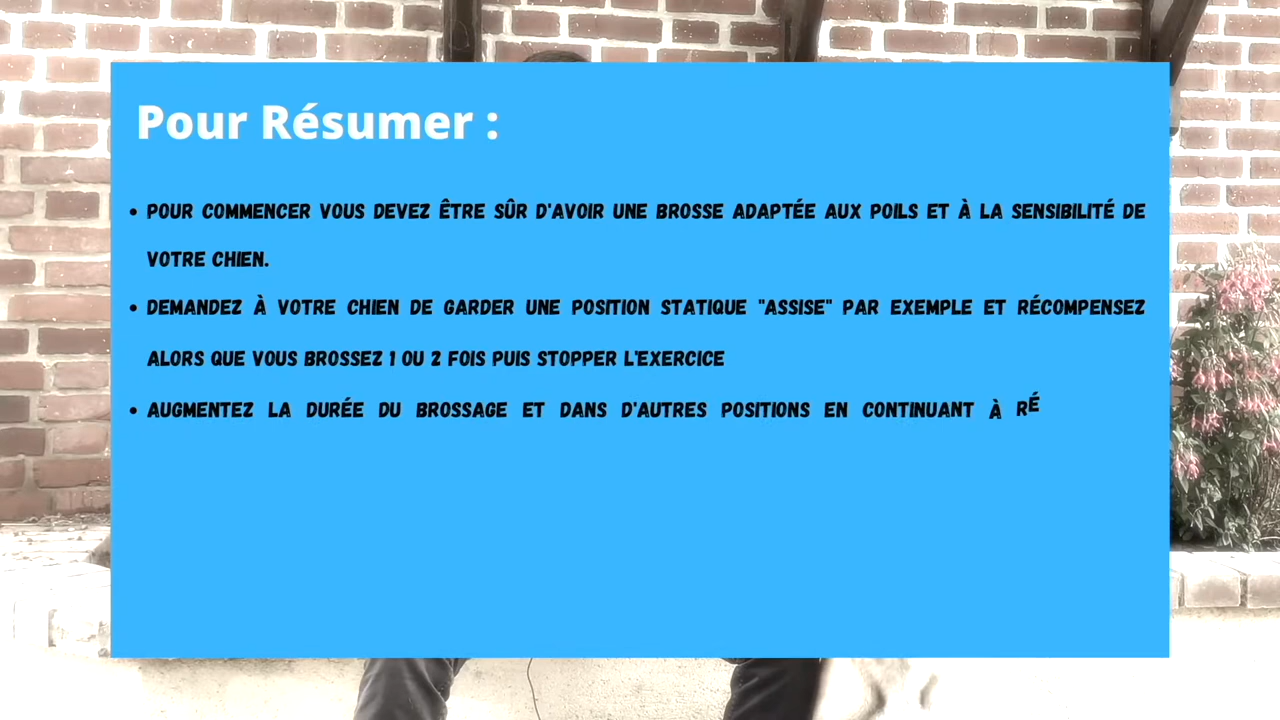 Pour Résumer :
• POUR COMMENCER VOUS DEVEZ ÊTRE SÛR D'AVOIR UNE BROSSE ADAPTÉE AUX POILS ET À LA SENSIBILITÉ DE
VOTRE CHIEN.
• DEMANDEZ À VOTRE CHIEN DE GARDER UNE POSITION STATIQUE "ASSISE" PAR EXEMPLE ET RÉCOMPENSEZ
ALORS QUE VOUS BROSSEZ 1 OU 2 FOIS PUIS STOPPER L'EXERCICE
• AUGMENTEZ LA DURÉE DU BROSSAGE ET DANS D'AUTRES POSITIONS EN CONTINUANT À RÉ